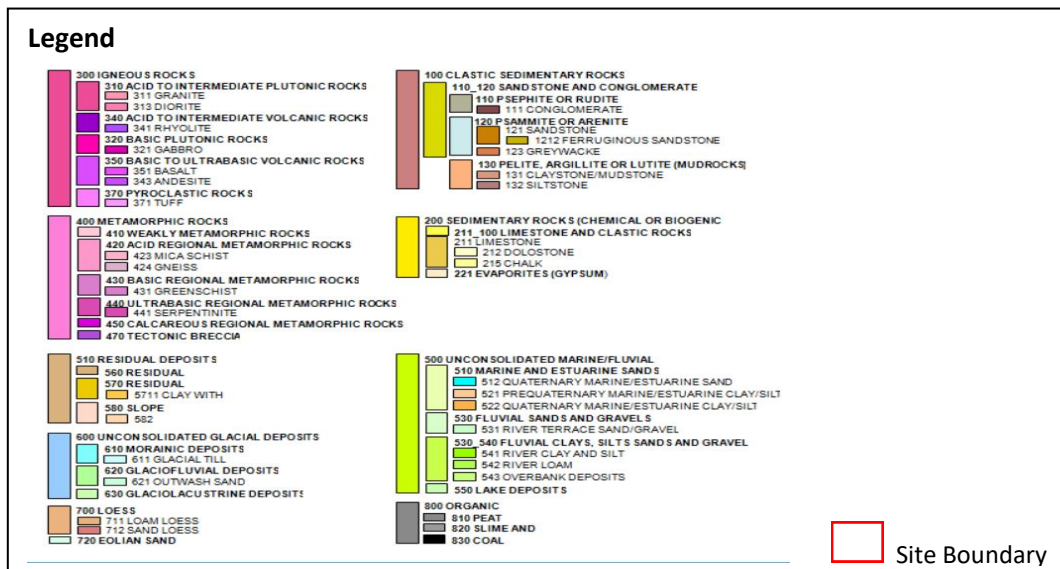 Legend
300 IGNEOUS ROCKS
310 ACID TO INTERMEDIATE PLUTONIC ROCKS
311 GRANITE
313 DIORITE
340 ACID TO INTERMEDIATE VOLCANIC ROCKS
341 RHYOLITE
320 BASIC PLUTONIC ROCKS
321 GABBRO
350 BASIC TO ULTRABASIC VOLCANIC ROCKS
351 BASALT
343 ANDESITE
370 PYROCLASTIC ROCKS
371 TUFF
400 METAMORPHIC ROCKS
410 WEAKLY METAMORPHIC ROCKS
420 ACID REGIONAL METAMORPHIC ROCKS
423 MICA SCHIST
424 GNEISS
430 BASIC REGIONAL METAMORPHIC ROCKS
431 GREENSCHIST
440 ULTRABASIC REGIONAL METAMORPHIC ROCKS
441 SERPENTINITE
450 CALCAREOUS REGIONAL METAMORPHIC ROCKS
470 TECTONIC BRECCIA
510 RESIDUAL DEPOSITS
560 RESIDUAL
570 RESIDUAL
5711 CLAY WITH
580 SLOPE
582
600 UNCONSOLIDATED GLACIAL DEPOSITS
610 MORAINIC DEPOSITS
611 GLACIAL TILL
620 GLACIOFLUVIAL DEPOSITS
621 OUTWASH SAND
630 GLACIOLACUSTRINE DEPOSITS
700 LOESS
711 LOAM LOESS
712 SAND LOESS
720 EOLIAN SAND
100 CLASTIC SEDIMENTARY ROCKS
110_120 SANDSTONE AND CONGLOMERATE
110 PSEPHITE OR RUDITE
111 CONGLOMERATE
120 PSAMMITE OR ARENITE
121 SANDSTONE
1212 FERRUGINOUS SANDSTONE
123 GREYWACKE
130 PELITE, ARGILLITE OR LUTITE (MUDROCKS)
131 CLAYSTONE/MUDSTONE
132 SILTSTONE
200 SEDIMENTARY ROCKS (CHEMICAL OR BIOGENIC
211_100 LIMESTONE AND CLASTIC ROCKS
211 LIMESTONE
212 DOLOSTONE
215 CHALK
221 EVAPORITES (GYPSUM)
500 UNCONSOLIDATED MARINE/FLUVIAL
510 MARINE AND ESTUARINE SANDS
512 QUATERNARY MARINE/ESTUARINE SAND
521 PREQUATERNARY MARINE/ESTUARINE CLAY/SILT
522 QUATERNARY MARINE/ESTUARINE CLAY/SILT
530 FLUVIAL SANDS AND GRAVELS
531 RIVER TERRACE SAND/GRAVEL
530_540 FLUVIAL CLAYS, SILTS SANDS AND GRAVEL
541 RIVER CLAY AND SILT
542 RIVER LOAM
543 OVERBANK DEPOSITS
550 LAKE DEPOSITS
800 ORGANIC
810 PEAT
820 SLIME AND
830 COAL
Site Boundary